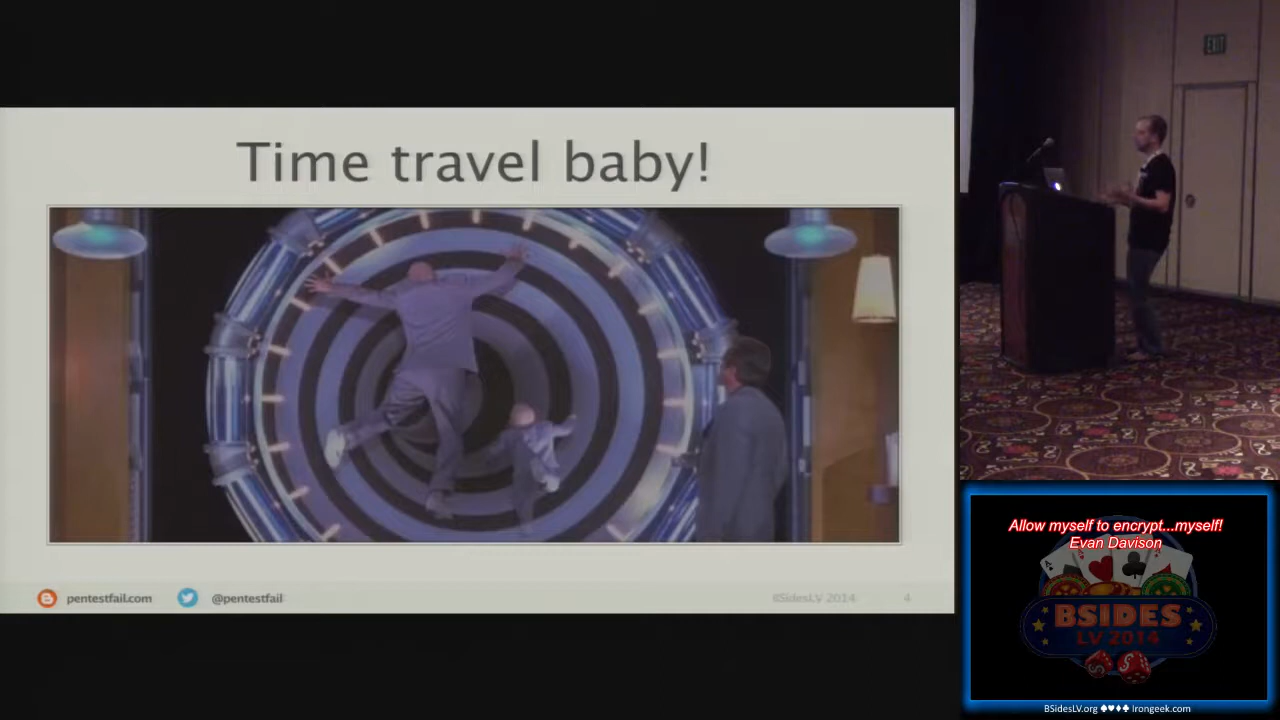 Time travel baby!
pentestfail.com
@pentestfail
BSidesLV 2014
4
EXIT
Allow myself to encrypt...myself!
Evan Davison
BSIDES
LV 2014
BSidesLV.org ♠♥♦♣ Irongeek.com